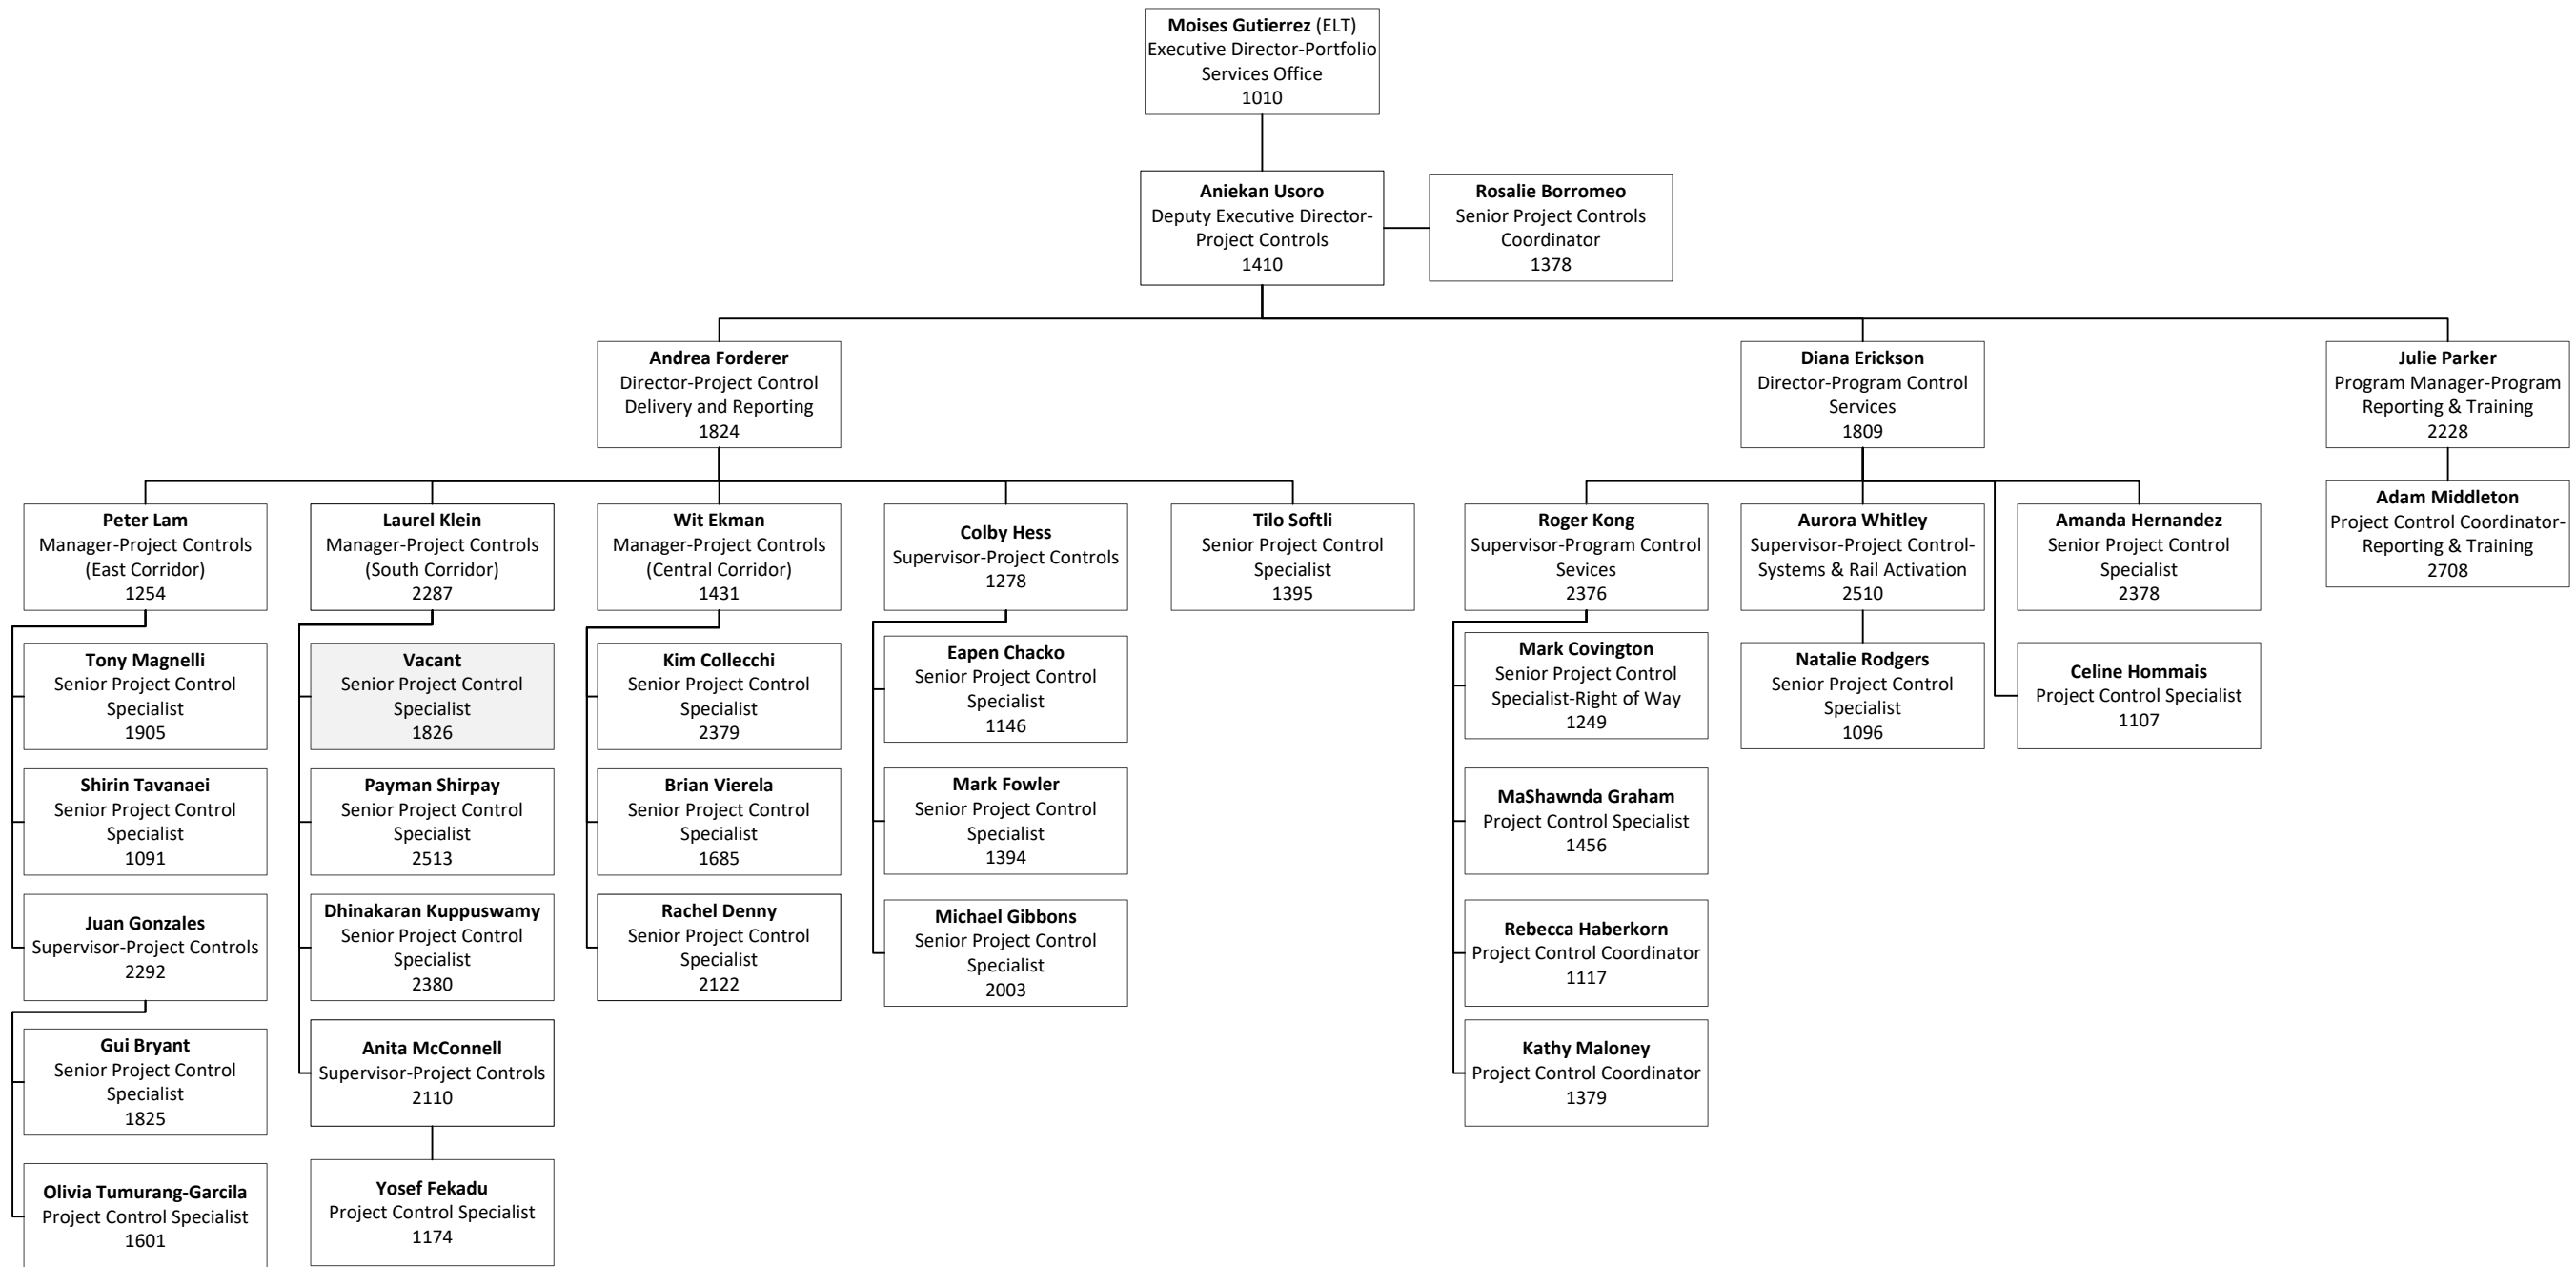 Moises Gutierrez (ELT)
Executive Director-Portfolio
Services Office
1010
Aniekan Usoro
Deputy Executive Director-
Project Controls
1410
Rosalie Borromeo
Senior Project Controls
Coordinator
1378
Andrea Forderer
Director-Project Control
Delivery and Reporting
1824
Diana Erickson
Director-Program Control
Services
1809
Julie Parker
Program Manager-Program
Reporting & Training
2228
Peter Lam
Manager-Project Controls
(East Corridor)
1254
Laurel Klein
Manager-Project Controls
(South Corridor)
2287
Wit Ekman
Manager-Project Controls
(Central Corridor)
1431
Colby Hess
Supervisor-Project Controls
1278
Tilo Softli
Senior Project Control
Specialist
1395
Roger Kong
Supervisor-Program Control
Sevices
2376
Aurora Whitley
Supervisor-Project Control-
Systems & Rail Activation
2510
Amanda Hernandez
Senior Project Control
Specialist
2378
Adam Middleton
Project Control Coordinator-
Reporting & Training
2708
Tony Magnelli
Senior Project Control
Specialist
1905
Vacant
Senior Project Control
Specialist
1826
Kim Collecchi
Senior Project Control
Specialist
2379
Eapen Chacko
Senior Project Control
Specialist
1146
Mark Covington
Senior Project Control
Specialist-Right of Way
1249
Natalie Rodgers
Senior Project Control
Specialist
1096
Celine Hommais
Project Control Specialist
1107
Shirin Tavanaei
Senior Project Control
Specialist
1091
Payman Shirpay
Senior Project Control
Specialist
2513
Brian Vierela
Senior Project Control
Specialist
1685
Mark Fowler
Senior Project Control
Specialist
1394
MaShawnda Graham
Project Control Specialist
1456
Juan Gonzales
Supervisor-Project Controls
2292
Dhinakaran Kuppuswamy
Senior Project Control
Specialist
2380
Rachel Denny
Senior Project Control
Specialist
2122
Michael Gibbons
Senior Project Control
Specialist
2003
Rebecca Haberkorn
Project Control Coordinator
1117
Gui Bryant
Senior Project Control
Specialist
1825
Anita McConnell
Supervisor-Project Controls
2110
Kathy Maloney
Project Control Coordinator
1379
Olivia Tumurang-Garcila
Project Control Specialist
1601
Yosef Fekadu
Project Control Specialist
1174